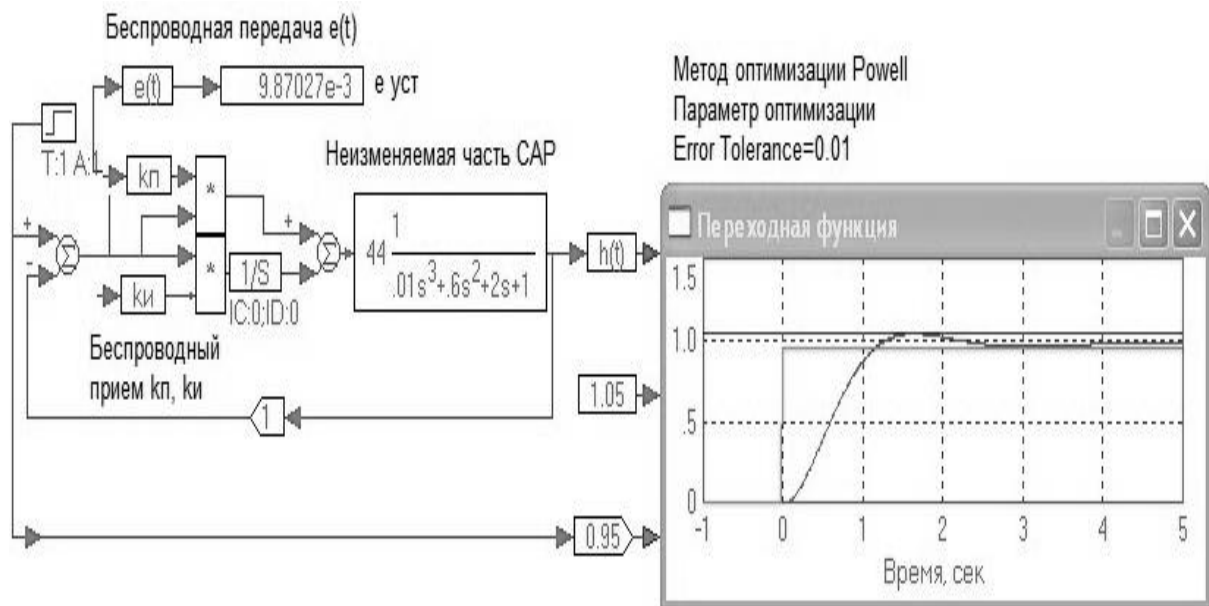 Беспроводная передача e(t)
e(t)
9.87027e-3
е уст
T:1 A:1
kп
*
Неизменяемая часть САР
+
-
Σ
*
1/S
IC:0;ID:0
kи
+
Σ
44
1
.01s³+.6s²+2s+1
h(t)
Беспроводный
прием kп, kи
1
1.05
0.95
Метод оптимизации Powell
Параметр оптимизации
Error Tolerance=0.01
Переходная функция
1.5
1.0
.5
0
-1 0 1 2 3 4 5
Время, сек